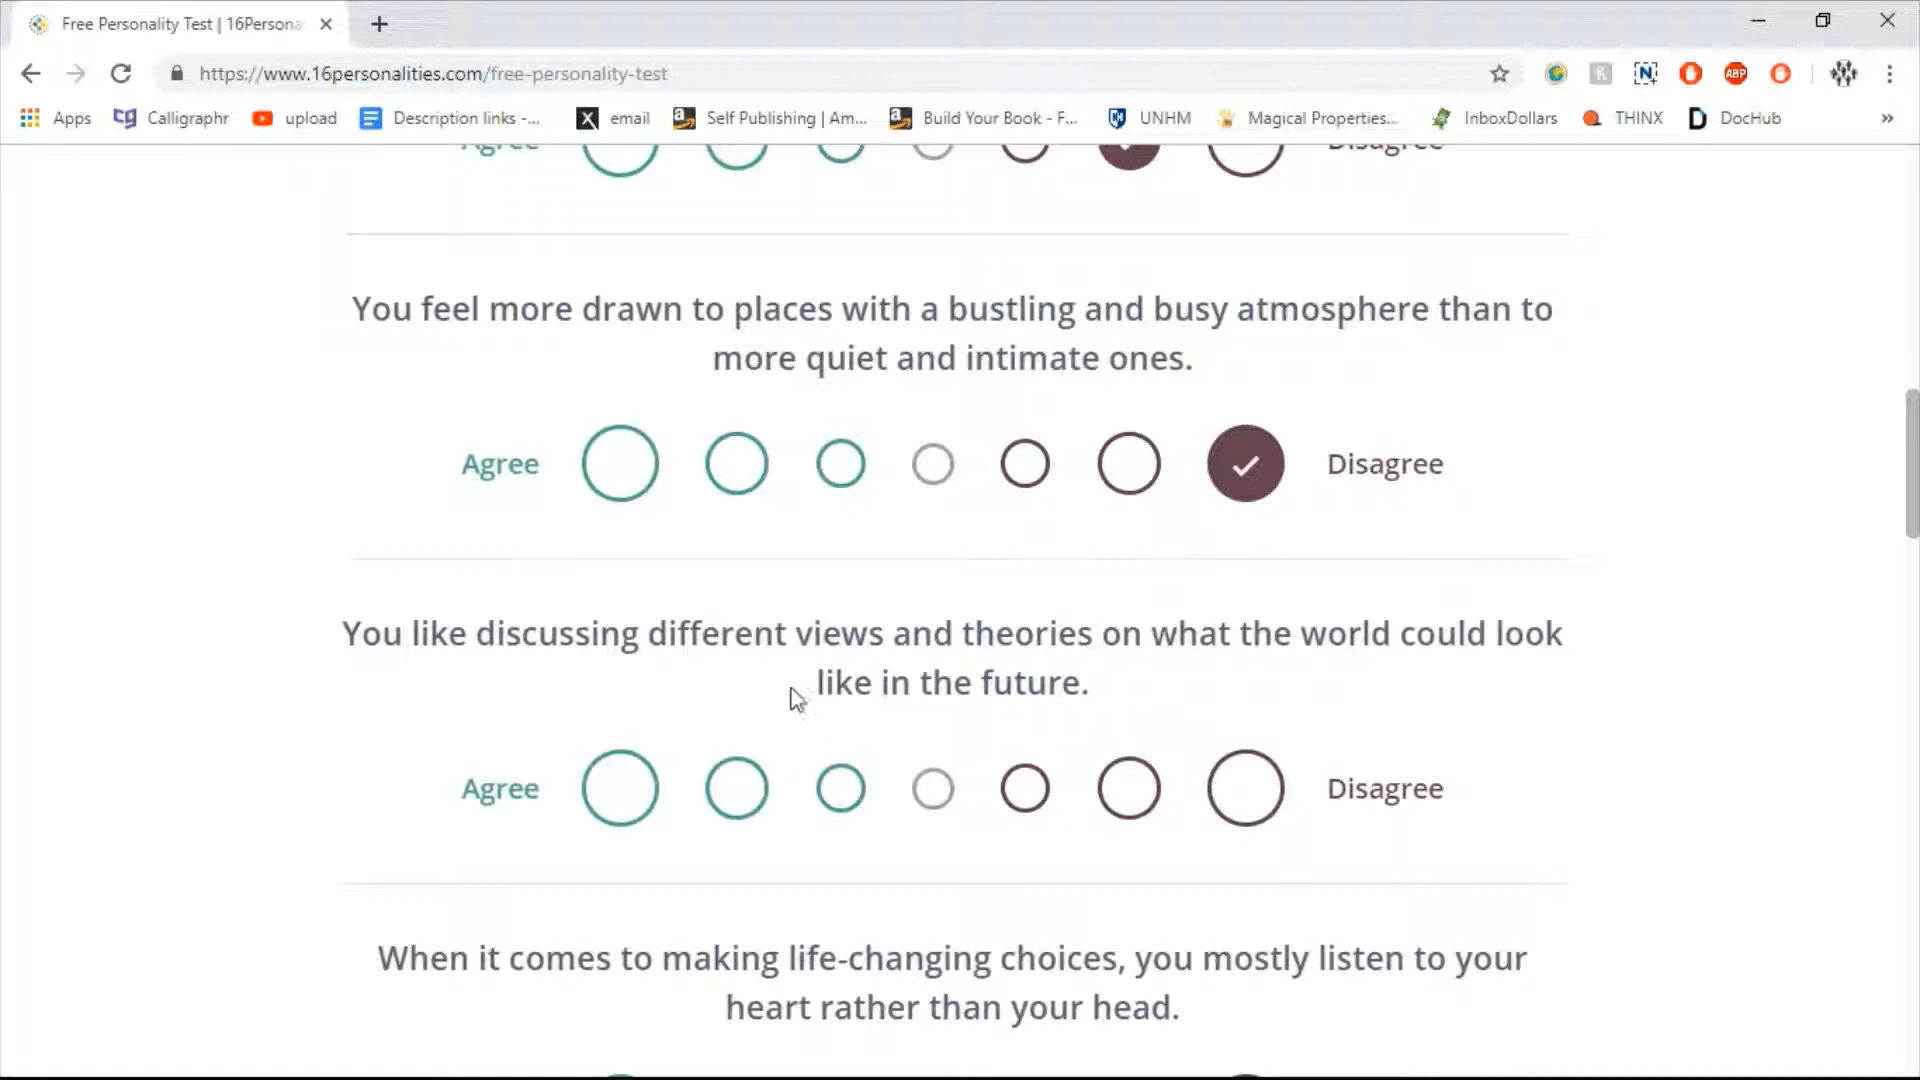 Free Personality Test | 16Persona
https://www.16personalities.com/free-personality-test
Apps Calligraphr upload Description links -... email Self Publishing | Am... Build Your Book - F... UNHM Magical Properties... InboxDollars THINX DocHub »
Agree Disagree
You feel more drawn to places with a bustling and busy atmosphere than to
more quiet and intimate ones.
Agree Disagree
You like discussing different views and theories on what the world could look
like in the future.
Agree Disagree
When it comes to making life-changing choices, you mostly listen to your
heart rather than your head.